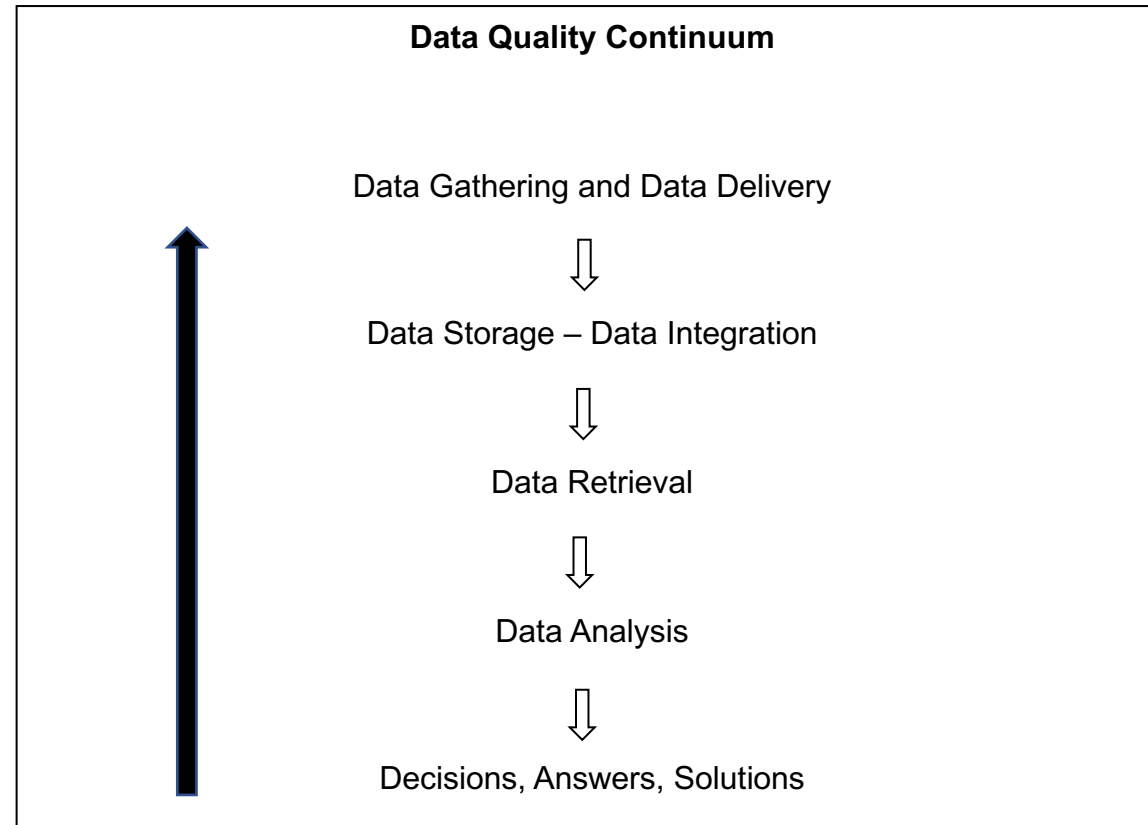 Data Quality Continuum
Data Gathering and Data Delivery
Data Storage – Data Integration
Data Retrieval
Data Analysis
Decisions, Answers, Solutions